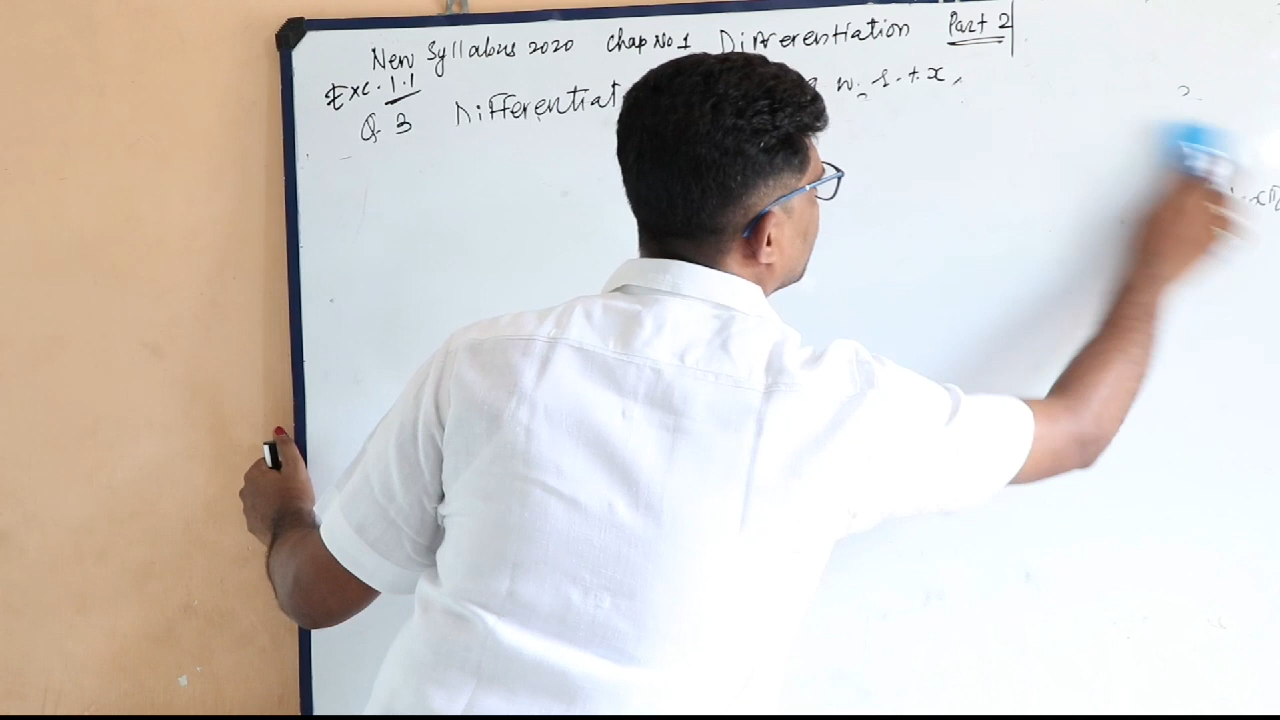 New Syllabus 2020 Chap No 1 Differentiation Part 2
Exc. 1.1
Q. 3 Differentiat w.r.t.x.